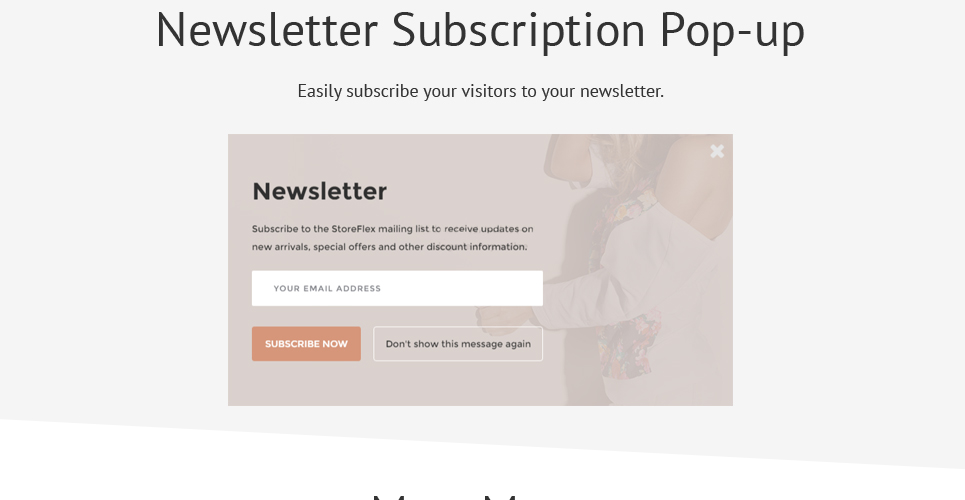 Newsletter Subscription Pop-up
Easily subscribe your visitors to your newsletter.
Newsletter
Subscribe to the StoreFlex mailing list to receive updates on
new arrivals, special offers and other discount information.
YOUR EMAIL ADDRESS
SUBSCRIBE NOW
Don't show this message again